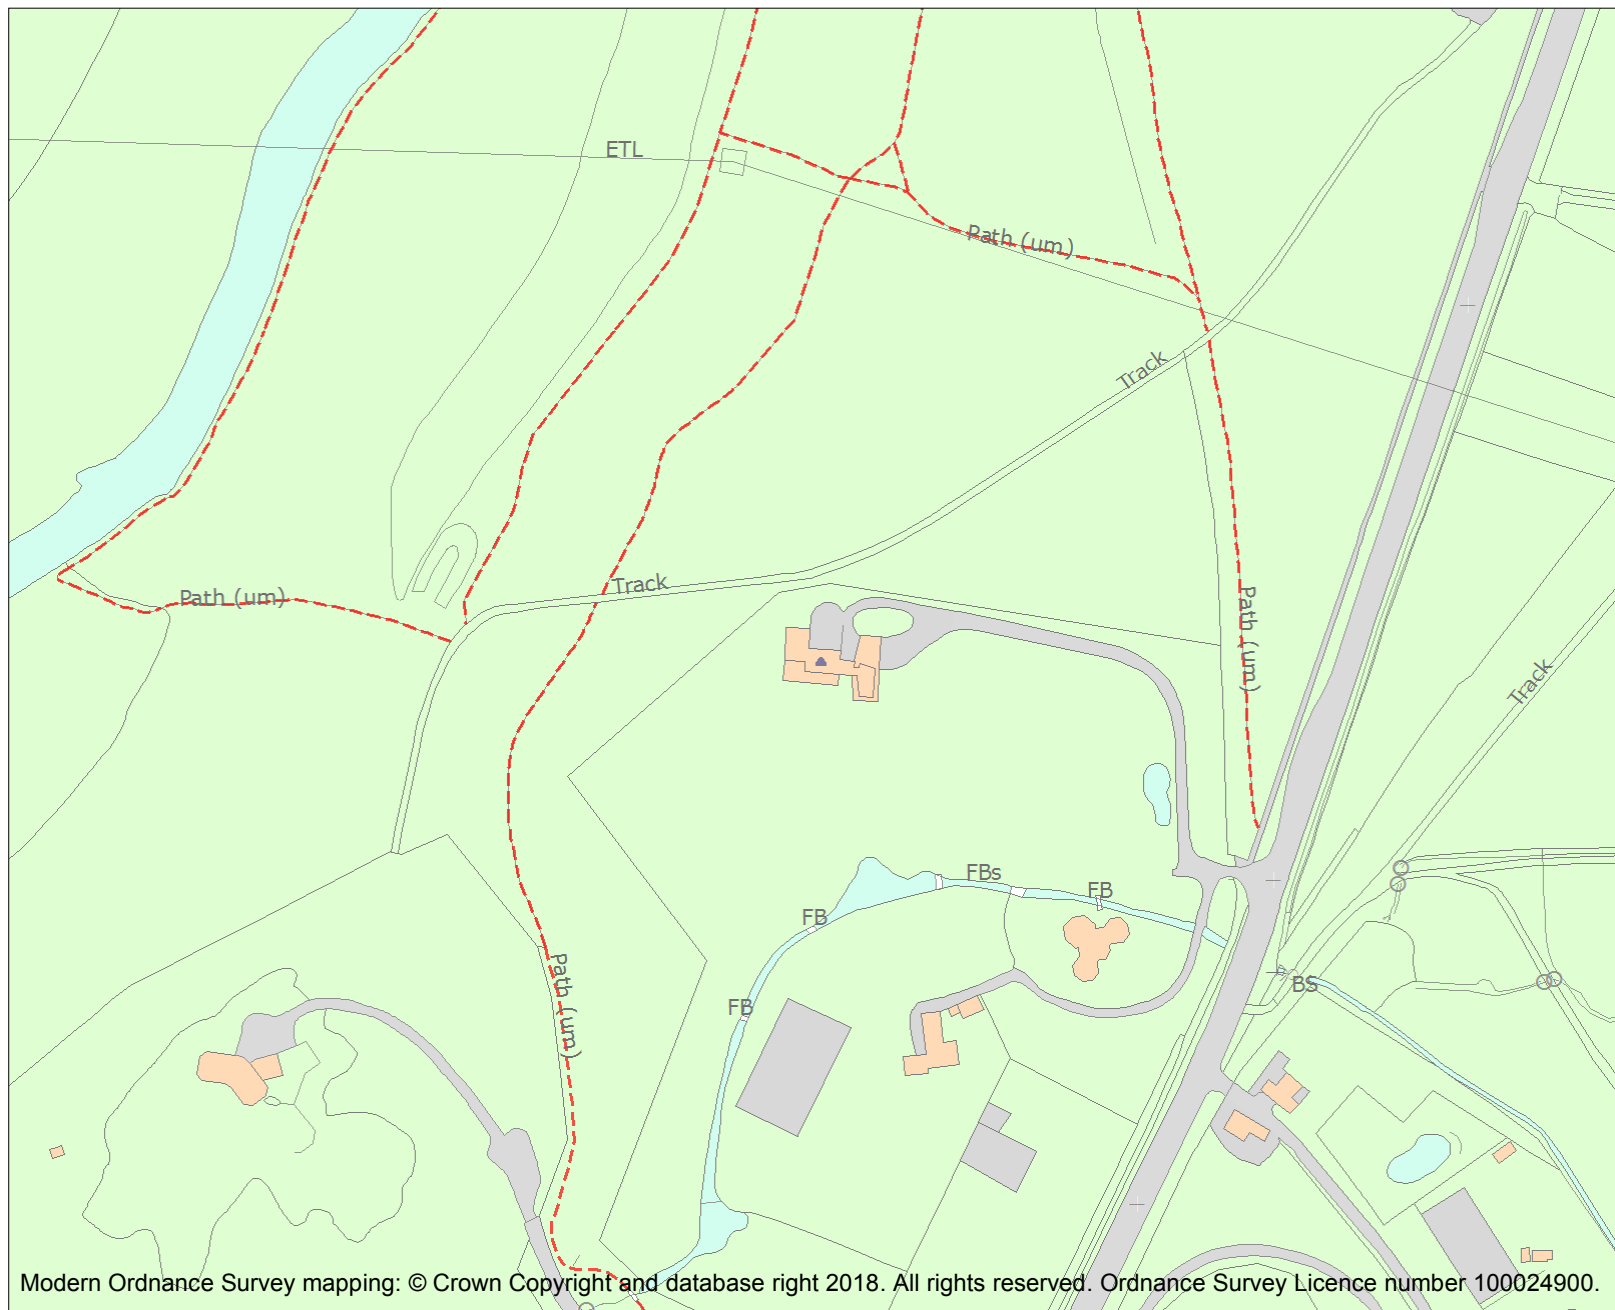 ETL
Path (um)
Track
Track
Path (um)
Path (um)
Track
FBs
FB
FB
Path (um)
BS
FB
Modern Ordnance Survey mapping: © Crown Copyright and database right 2018. All rights reserved. Ordnance Survey Licence number 100024900.